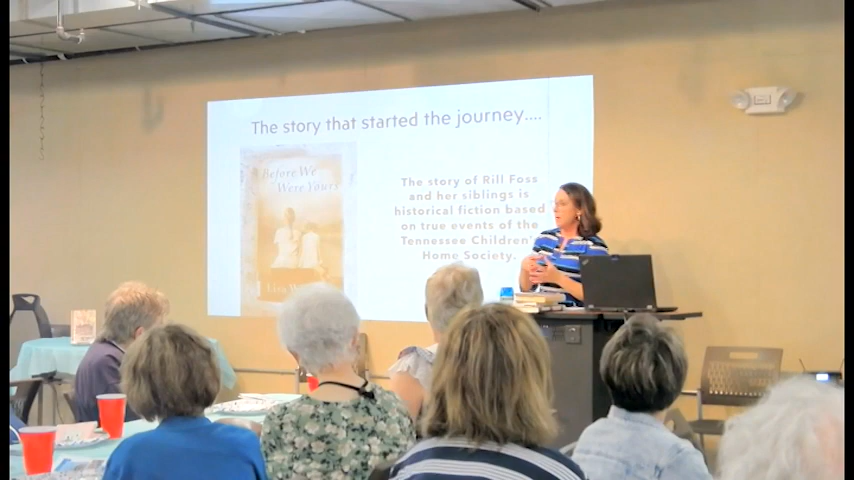 The story that started the journey....
Before We
Were Yours
The story of Rill Foss
and her siblings is
historical fiction based
on true events of the
Tennessee Children'
Home Society.